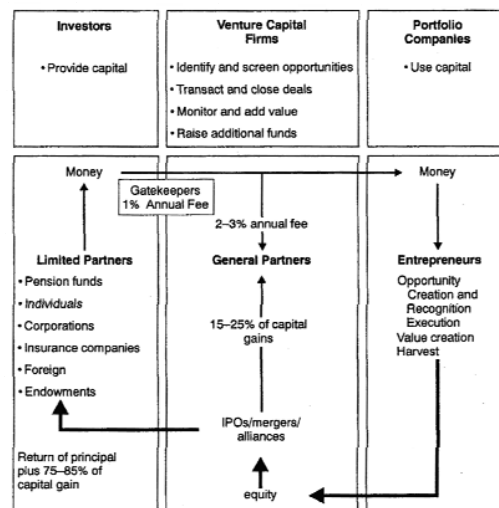 Investors
• Provide capital
Venture Capital
Firms
• Identify and screen opportunities
• Transact and close deals
• Monitor and add value
• Raise additional funds
Portfolio
Companies
• Use capital
Money
Gatekeepers
1% Annual Fee
Money
2–3% annual fee
Limited Partners
• Pension funds
• Individuals
• Corporations
• Insurance companies
• Foreign
• Endowments
General Partners
15–25% of capital
gains
Entrepreneurs
Opportunity
Creation and
Recognition
Execution
Value creation
Harvest
IPOs/mergers/
alliances
Return of principal
plus 75–85% of
capital gain
equity